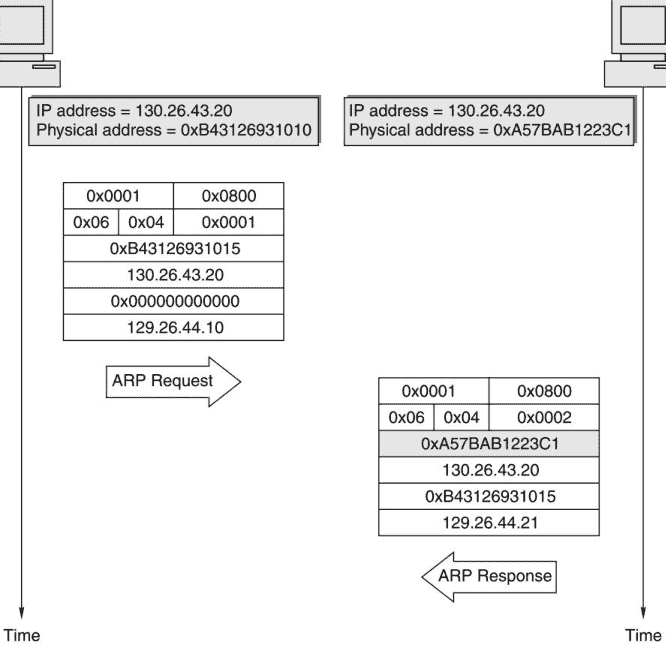 IP address = 130.26.43.20
Physical address = 0xB43126931010
IP address = 130.26.43.20
Physical address = 0xA57BAB1223C1
0x0001 0x0800
0x06 0x04 0x0001
0xB43126931015
130.26.43.20
0x000000000000
129.26.44.10
ARP Request
0x0001 0x0800
0x06 0x04 0x0002
0xA57BAB1223C1
130.26.43.20
0xB43126931015
129.26.44.21
ARP Response
Time
Time